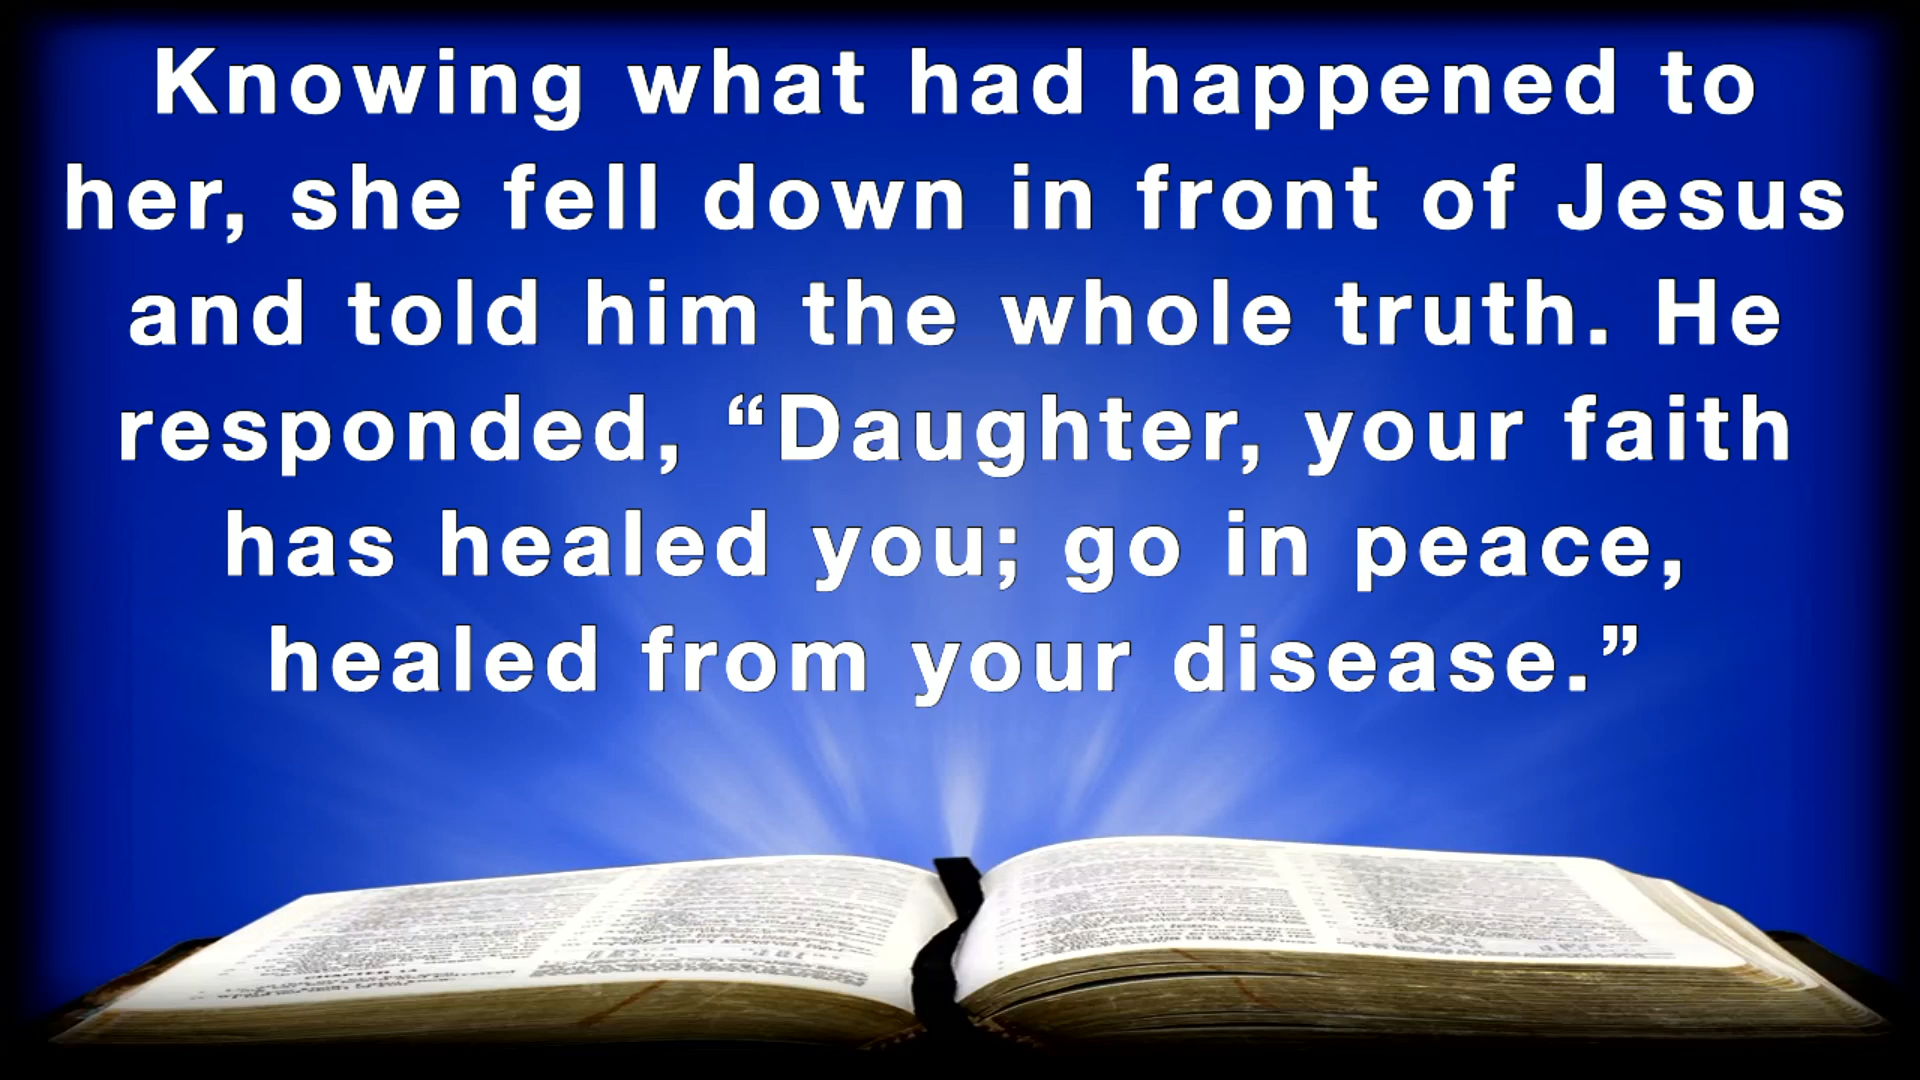 Knowing what had happened to
her, she fell down in front of Jesus
and told him the whole truth. He
responded, “Daughter, your faith
has healed you; go in peace,
healed from your disease.”